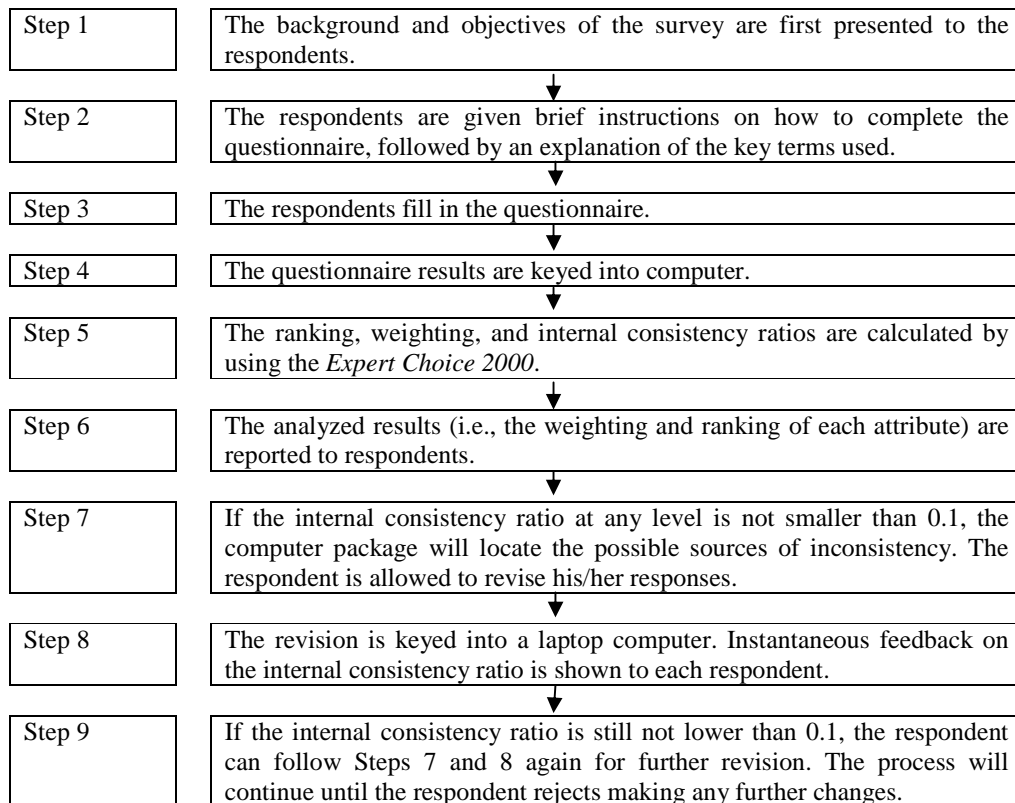 Step 1
The background and objectives of the survey are first presented to the
respondents.
Step 2
The respondents are given brief instructions on how to complete the
questionnaire, followed by an explanation of the key terms used.
Step 3
The respondents fill in the questionnaire.
Step 4
The questionnaire results are keyed into computer.
Step 5
The ranking, weighting, and internal consistency ratios are calculated by
using the Expert Choice 2000.
Step 6
The analyzed results (i.e., the weighting and ranking of each attribute) are
reported to respondents.
Step 7
If the internal consistency ratio at any level is not smaller than 0.1, the
computer package will locate the possible sources of inconsistency. The
respondent is allowed to revise his/her responses.
Step 8
The revision is keyed into a laptop computer. Instantaneous feedback on
the internal consistency ratio is shown to each respondent.
Step 9
If the internal consistency ratio is still not lower than 0.1, the respondent
can follow Steps 7 and 8 again for further revision. The process will
continue until the respondent rejects making any further changes.